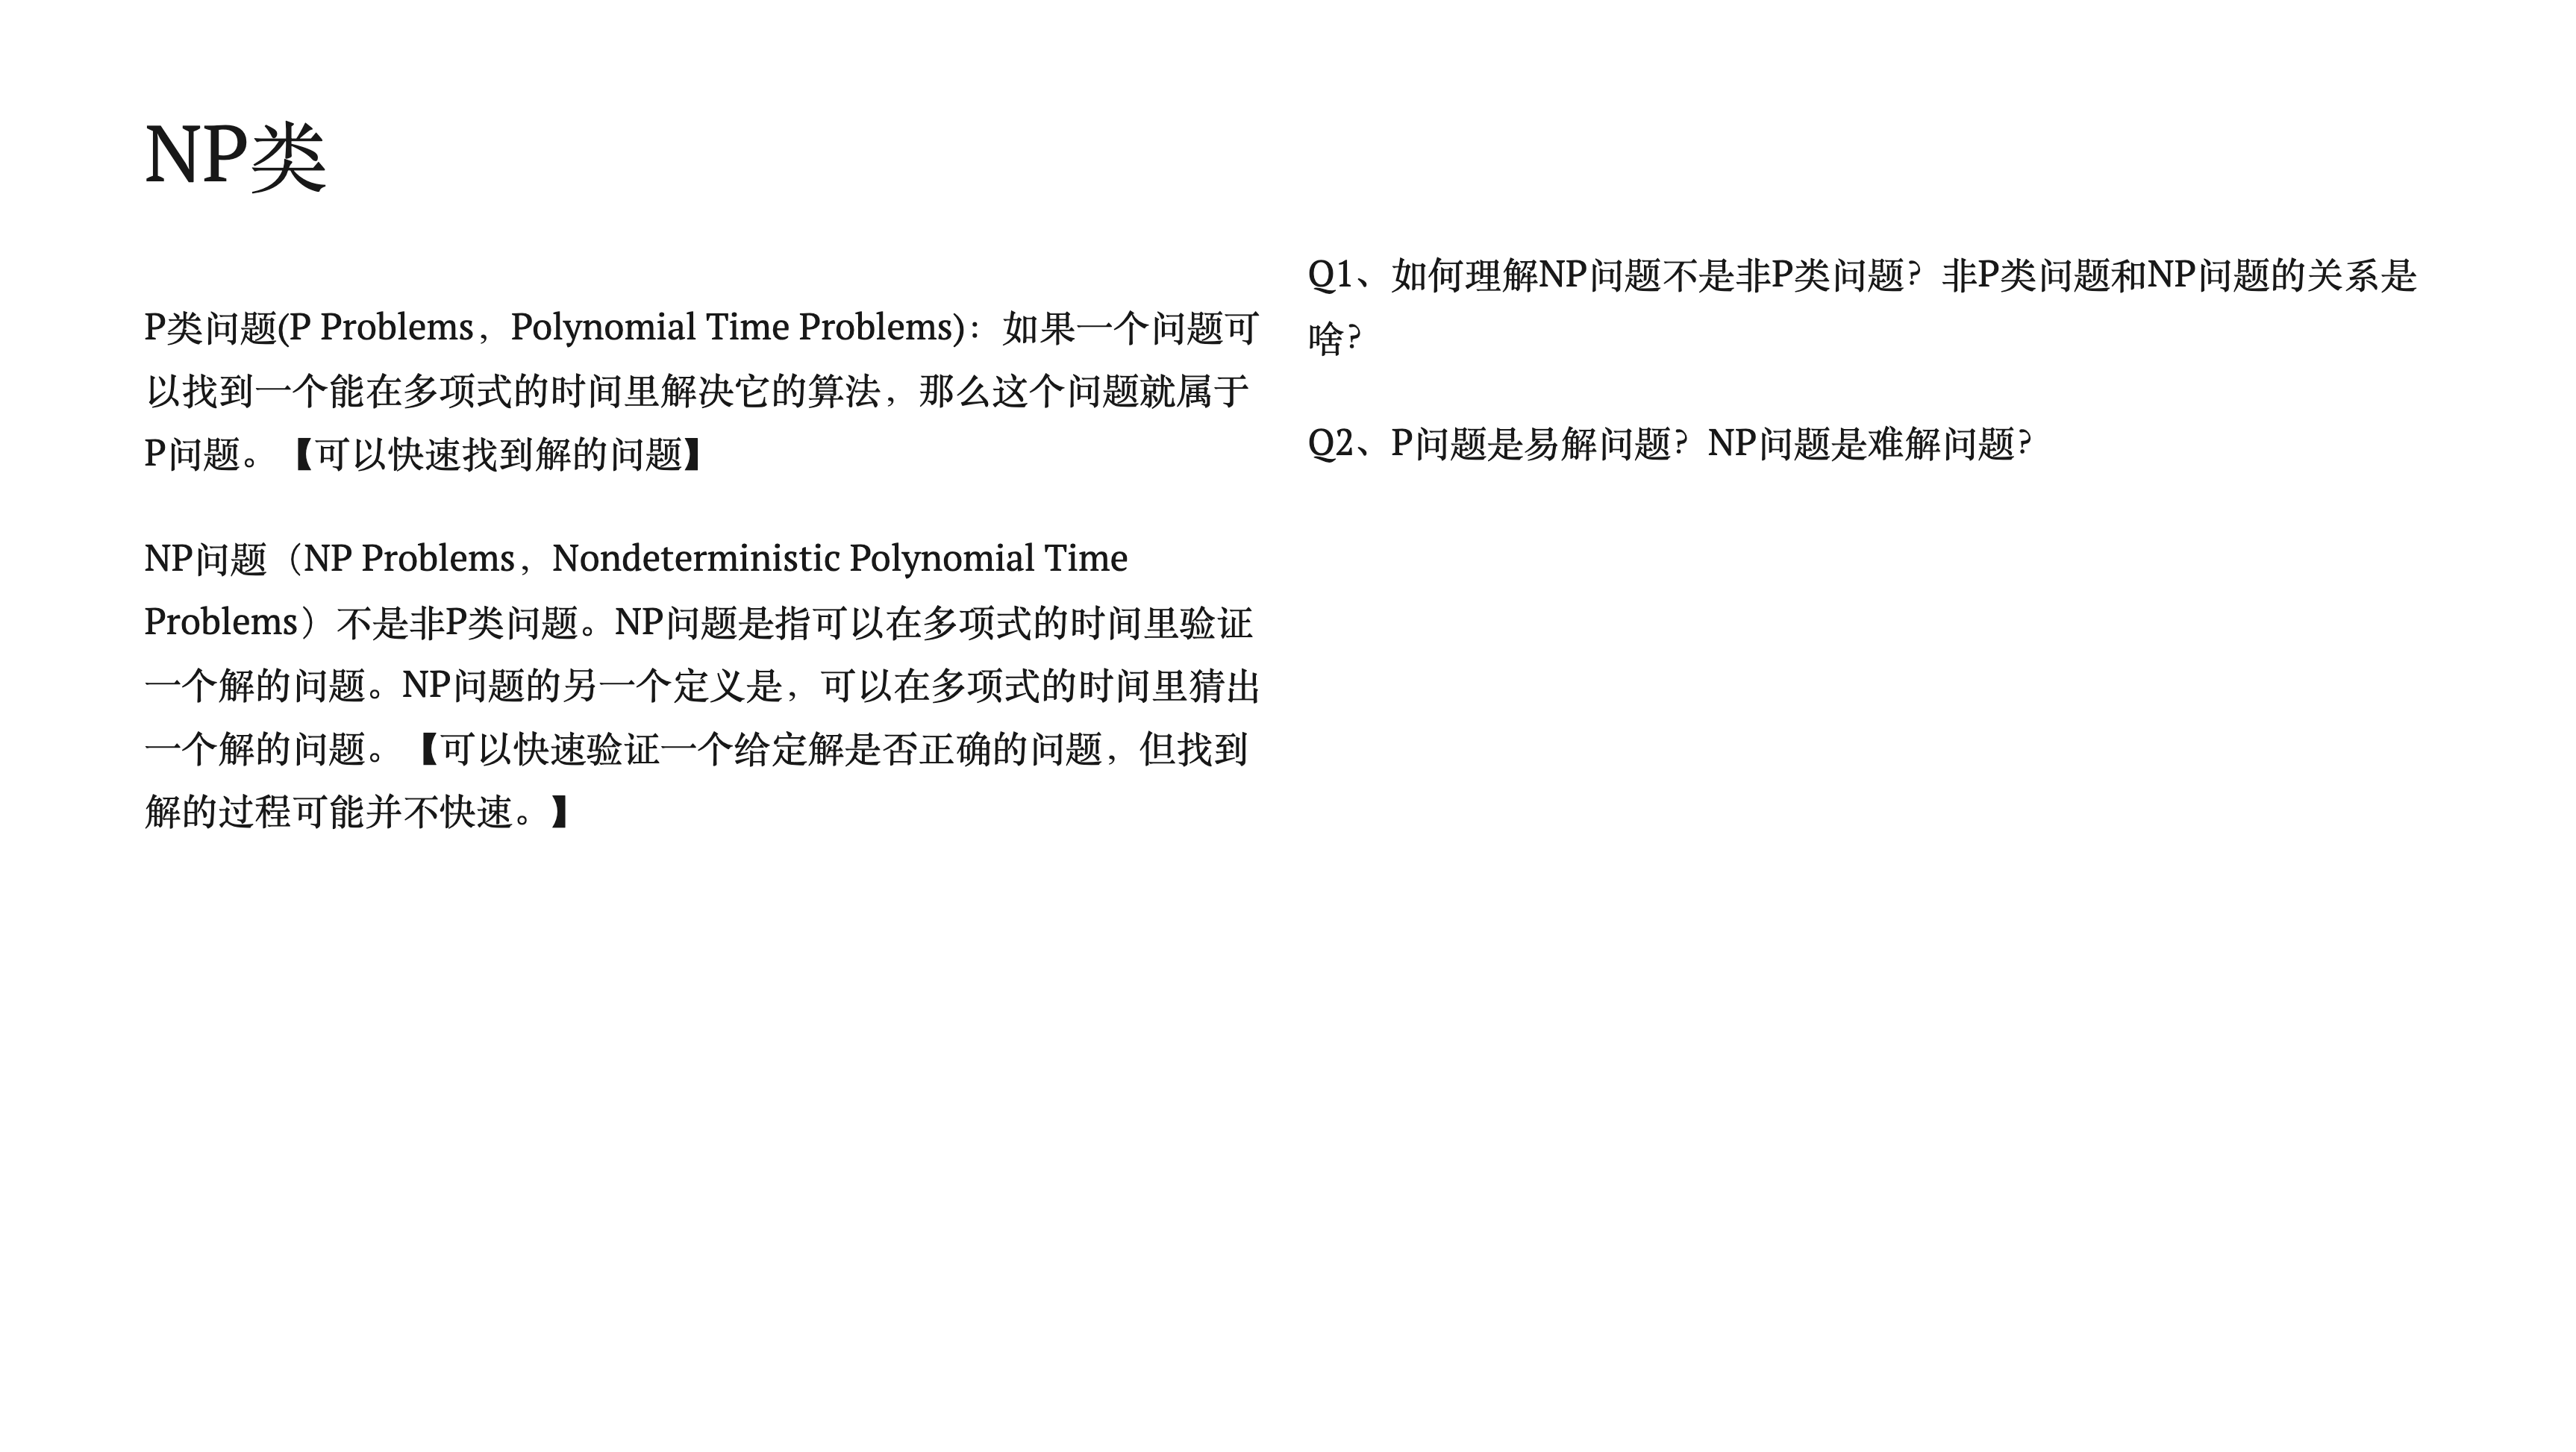 NP类
P类问题(P Problems，Polynomial Time Problems)：如果一个问题可
以找到一个能在多项式的时间里解决它的算法，那么这个问题就属于
P问题。【可以快速找到解的问题】
NP问题（NP Problems，Nondeterministic Polynomial Time
Problems）不是非P类问题。NP问题是指可以在多项式的时间里验证
一个解的问题。NP问题的另一个定义是，可以在多项式的时间里猜出
一个解的问题。【可以快速验证一个给定解是否正确的问题，但找到
解的过程可能并不快速。】
Q1、如何理解NP问题不是非P类问题？非P类问题和NP问题的关系是
啥？
Q2、P问题是易解问题？NP问题是难解问题？